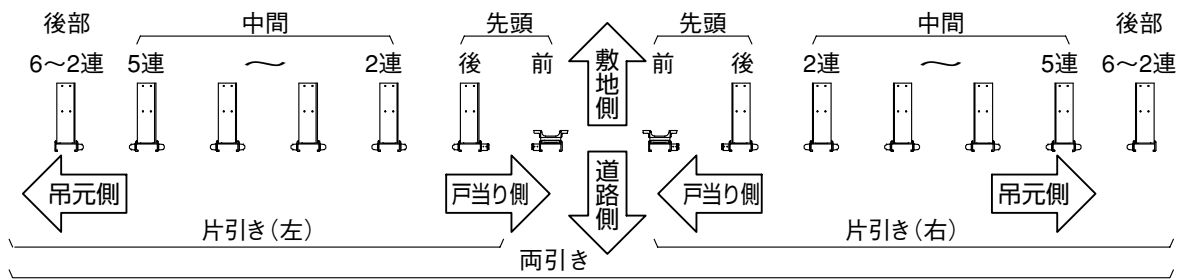 後部 中間 先頭 先頭 中間 後部
6〜2連 5連 〜 2連 後 前 敷地側 前 後 2連 〜 5連 6〜2連
吊元側 戸当り側 道路側 戸当り側 吊元側
片引き（左） 片引き（右）
両引き